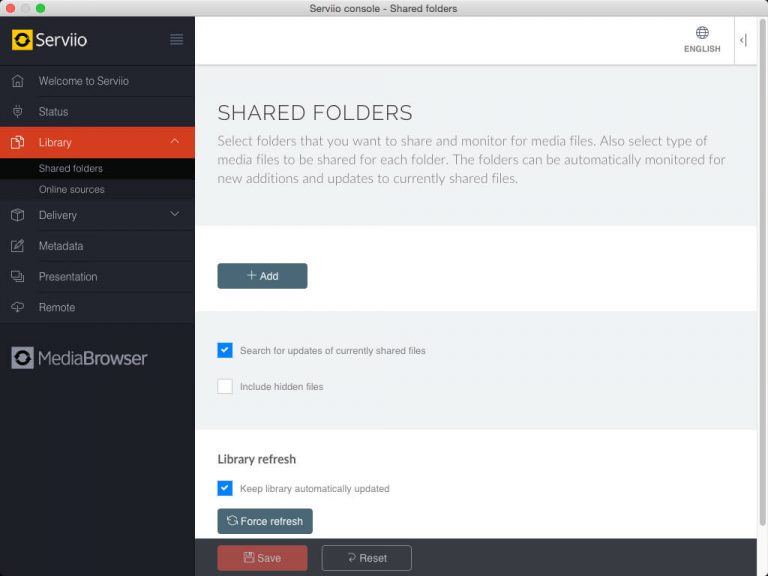 Serviio console - Shared folders
Serviio
ENGLISH
Welcome to Serviio
Status
Library
Shared folders
Online sources
Delivery
Metadata
Presentation
Remote
MediaBrowser
SHARED FOLDERS
Select folders that you want to share and monitor for media files. Also select type of
media files to be shared for each folder. The folders can be automatically monitored for
new additions and updates to currently shared files.
+ Add
Search for updates of currently shared files
Include hidden files
Library refresh
Keep library automatically updated
Force refresh
Save
Reset